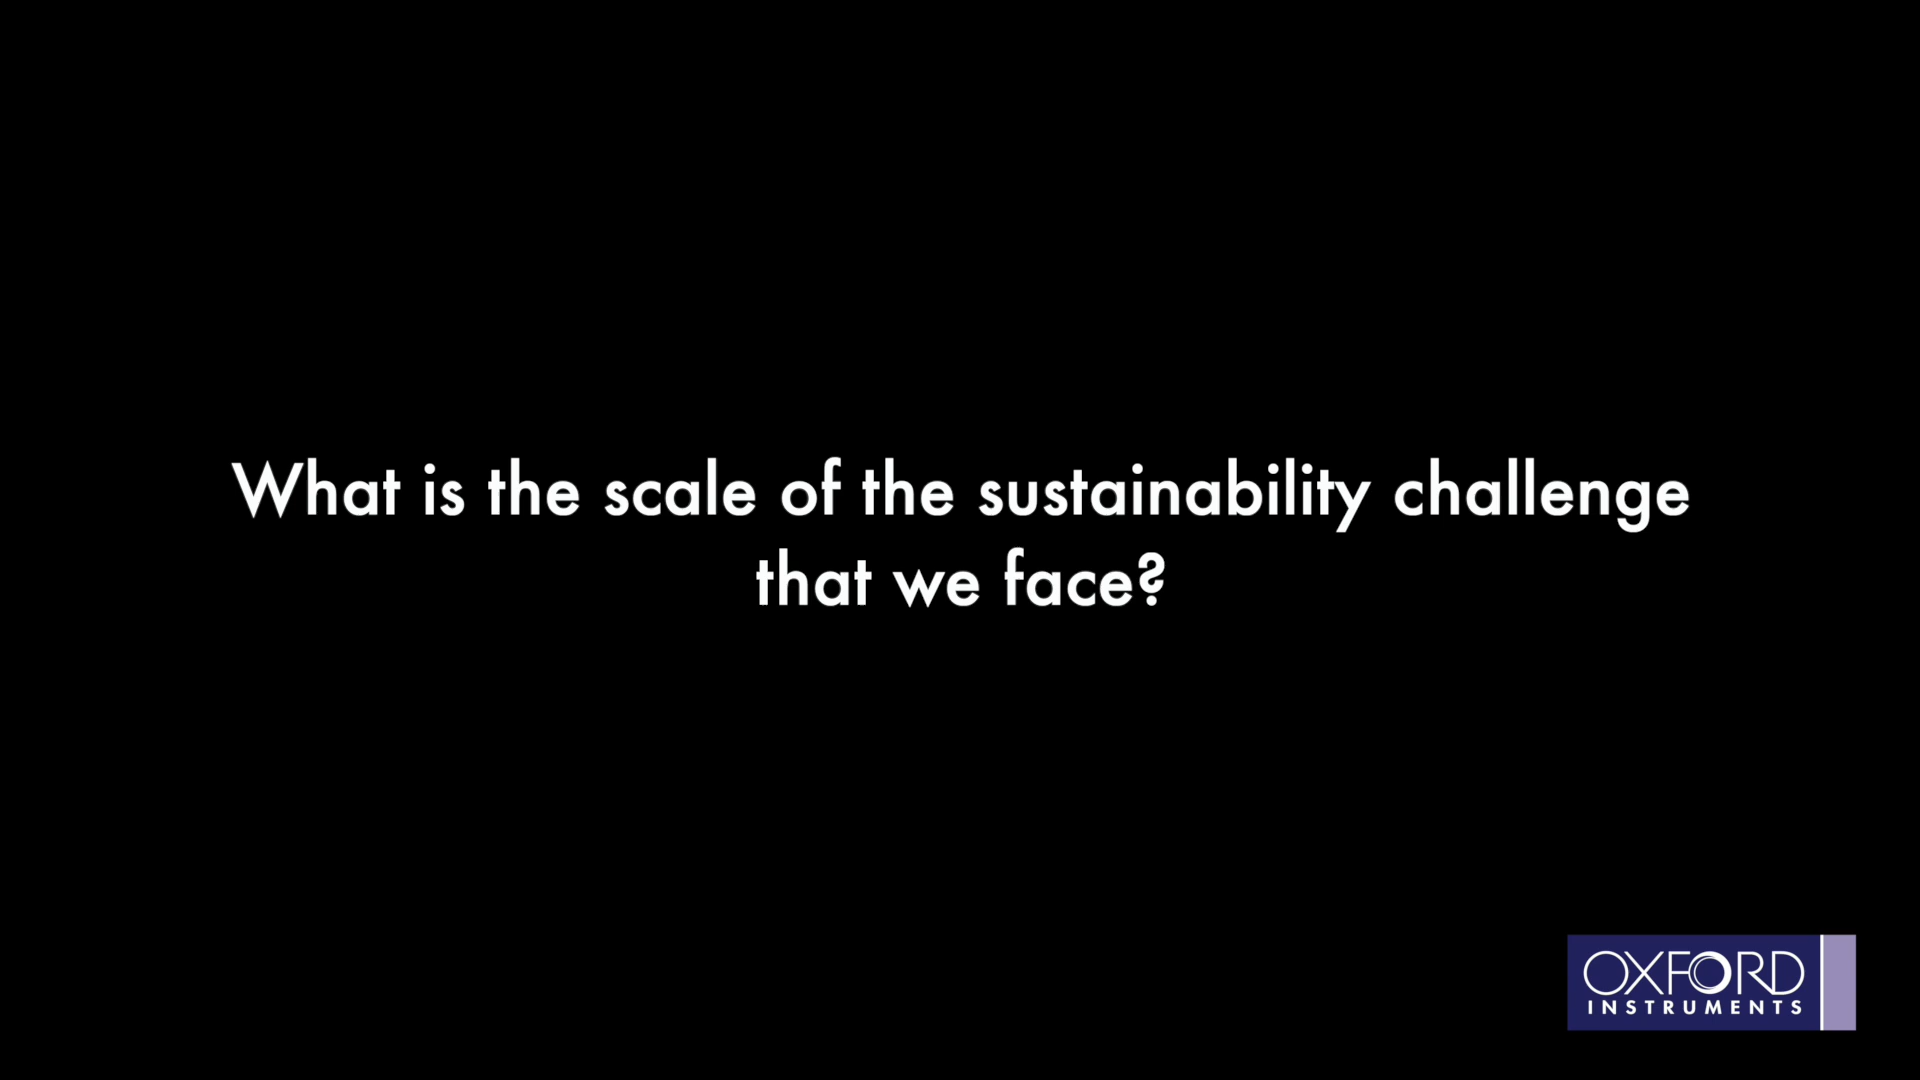 What is the scale of the sustainability challenge
that we face?
OXFORD
INSTRUMENTS